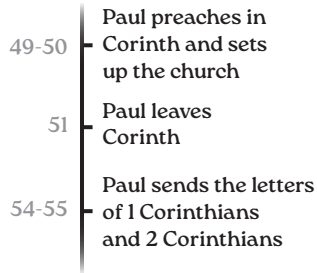 49-50
Paul preaches in
Corinth and sets
up the church
51
Paul leaves
Corinth
54-55
Paul sends the letters
of 1 Corinthians
and 2 Corinthians